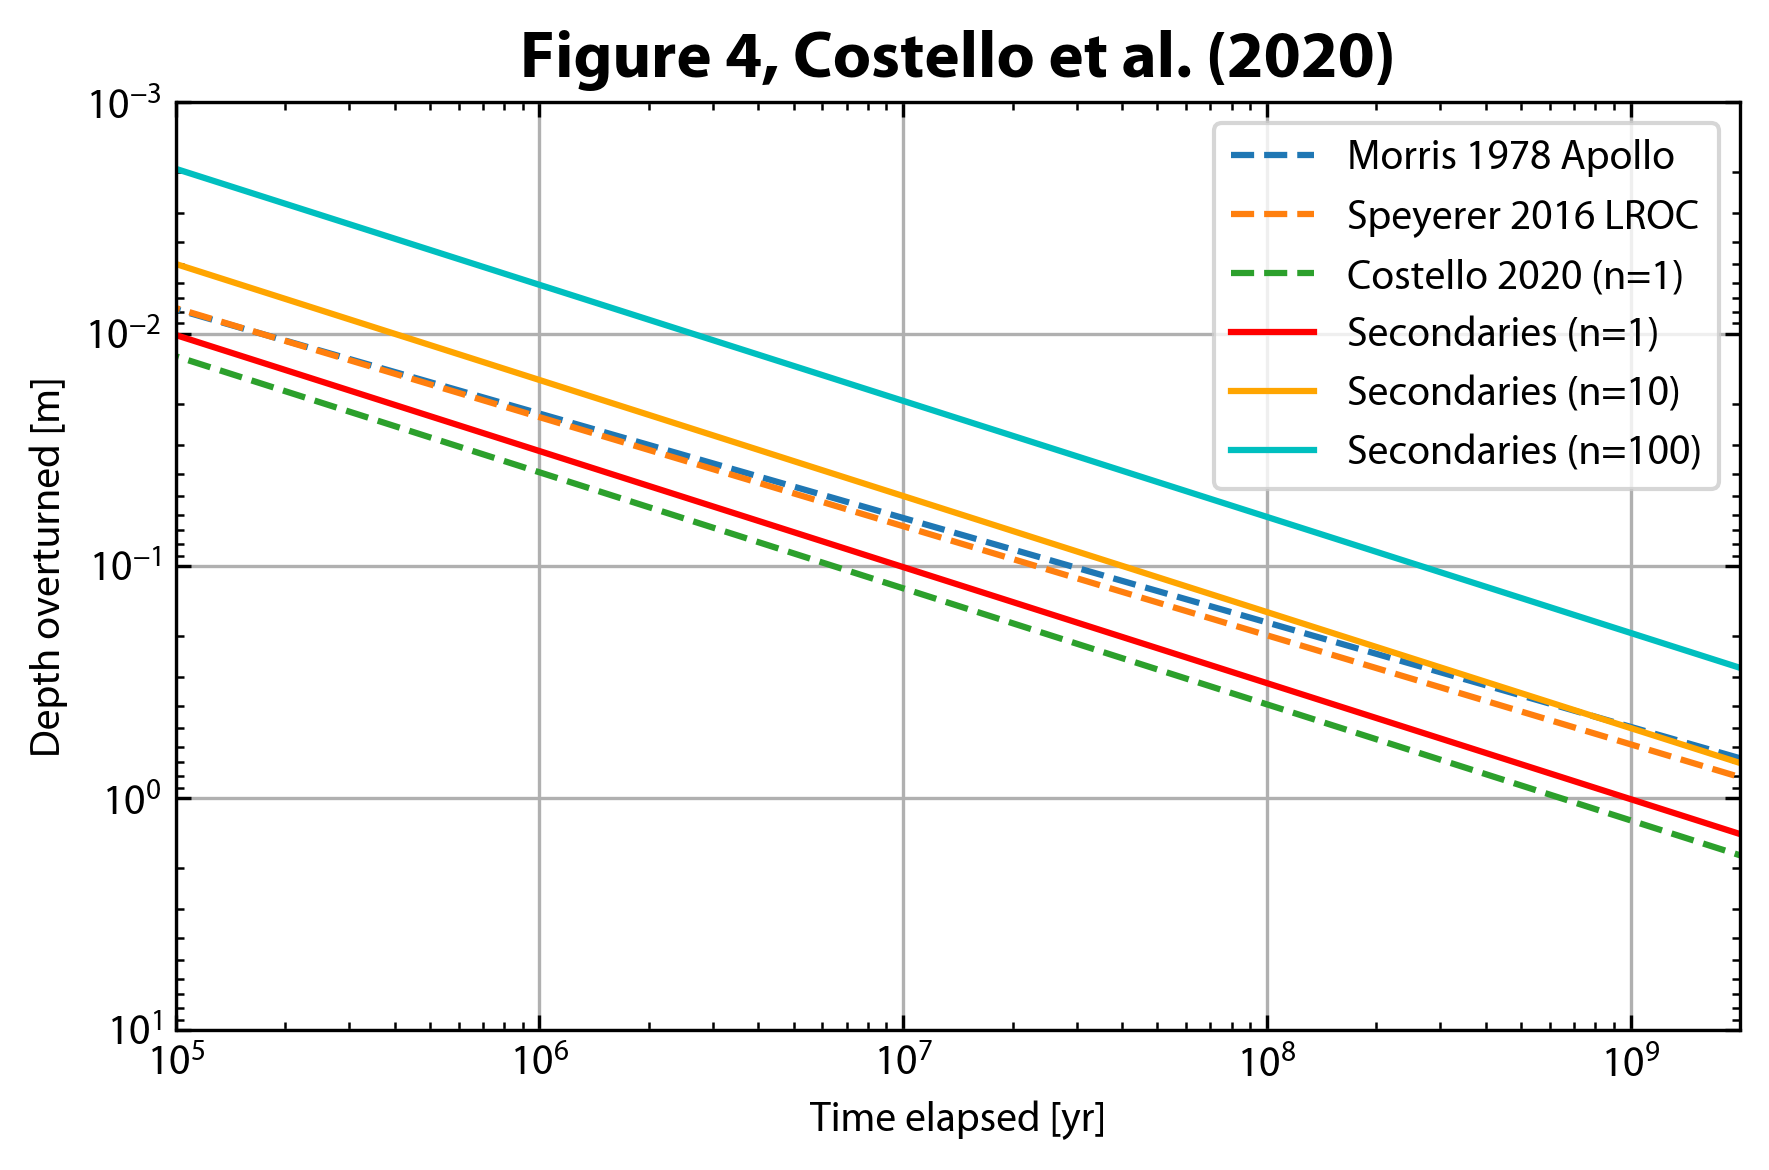 Figure 4, Costello et al. (2020)
Depth overturned [m]
10⁻³
10⁻²
10⁻¹
10⁰
10¹
Morris 1978 Apollo
Speyerer 2016 LROC
Costello 2020 (n=1)
Secondaries (n=1)
Secondaries (n=10)
Secondaries (n=100)
10⁵ 10⁶ 10⁷ 10⁸ 10⁹
Time elapsed [yr]